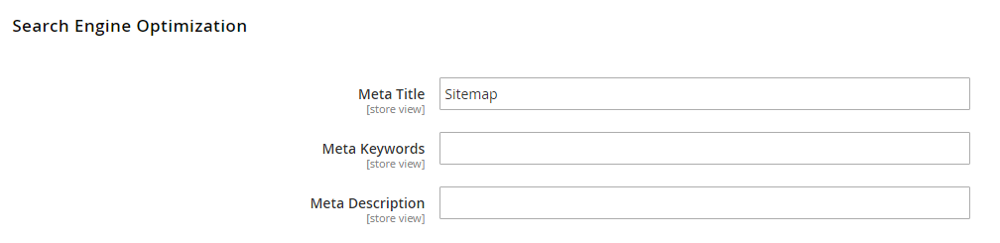 Search Engine Optimization
Meta Title
Sitemap
[store view]
Meta Keywords
[store view]
Meta Description
[store view]